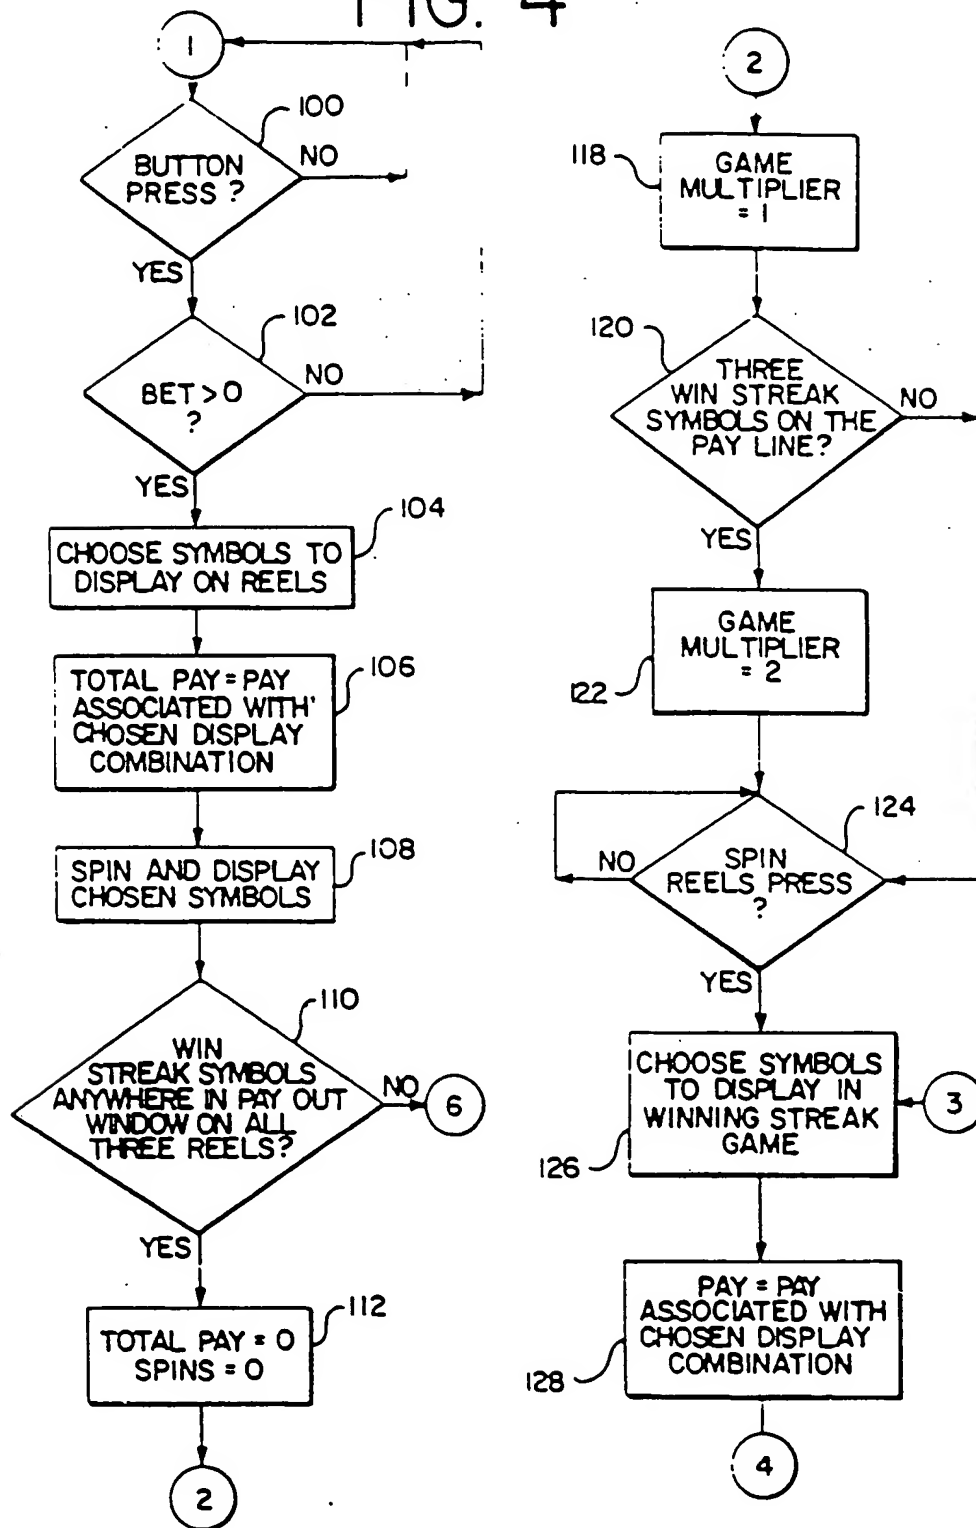 FIG. 4
1
100
BUTTON
PRESS ?
NO
YES
102
BET > 0
?
NO
YES
104
CHOOSE SYMBOLS TO
DISPLAY ON REELS
106
TOTAL PAY = PAY
ASSOCIATED WITH
CHOSEN DISPLAY
COMBINATION
108
SPIN AND DISPLAY
CHOSEN SYMBOLS
110
WIN
STREAK SYMBOLS
ANYWHERE IN PAY OUT
WINDOW ON ALL
THREE REELS?
NO
6
YES
112
TOTAL PAY = 0
SPINS = 0
2
2
118
GAME
MULTIPLIER
= 1
120
THREE
WIN STREAK
SYMBOLS ON THE
PAY LINE?
NO
YES
GAME
MULTIPLIER
= 2
122
124
SPIN
REELS PRESS
?
NO
YES
CHOOSE SYMBOLS
TO DISPLAY IN
WINNING STREAK
GAME
3
126
PAY = PAY
ASSOCIATED WITH
CHOSEN DISPLAY
COMBINATION
128
4